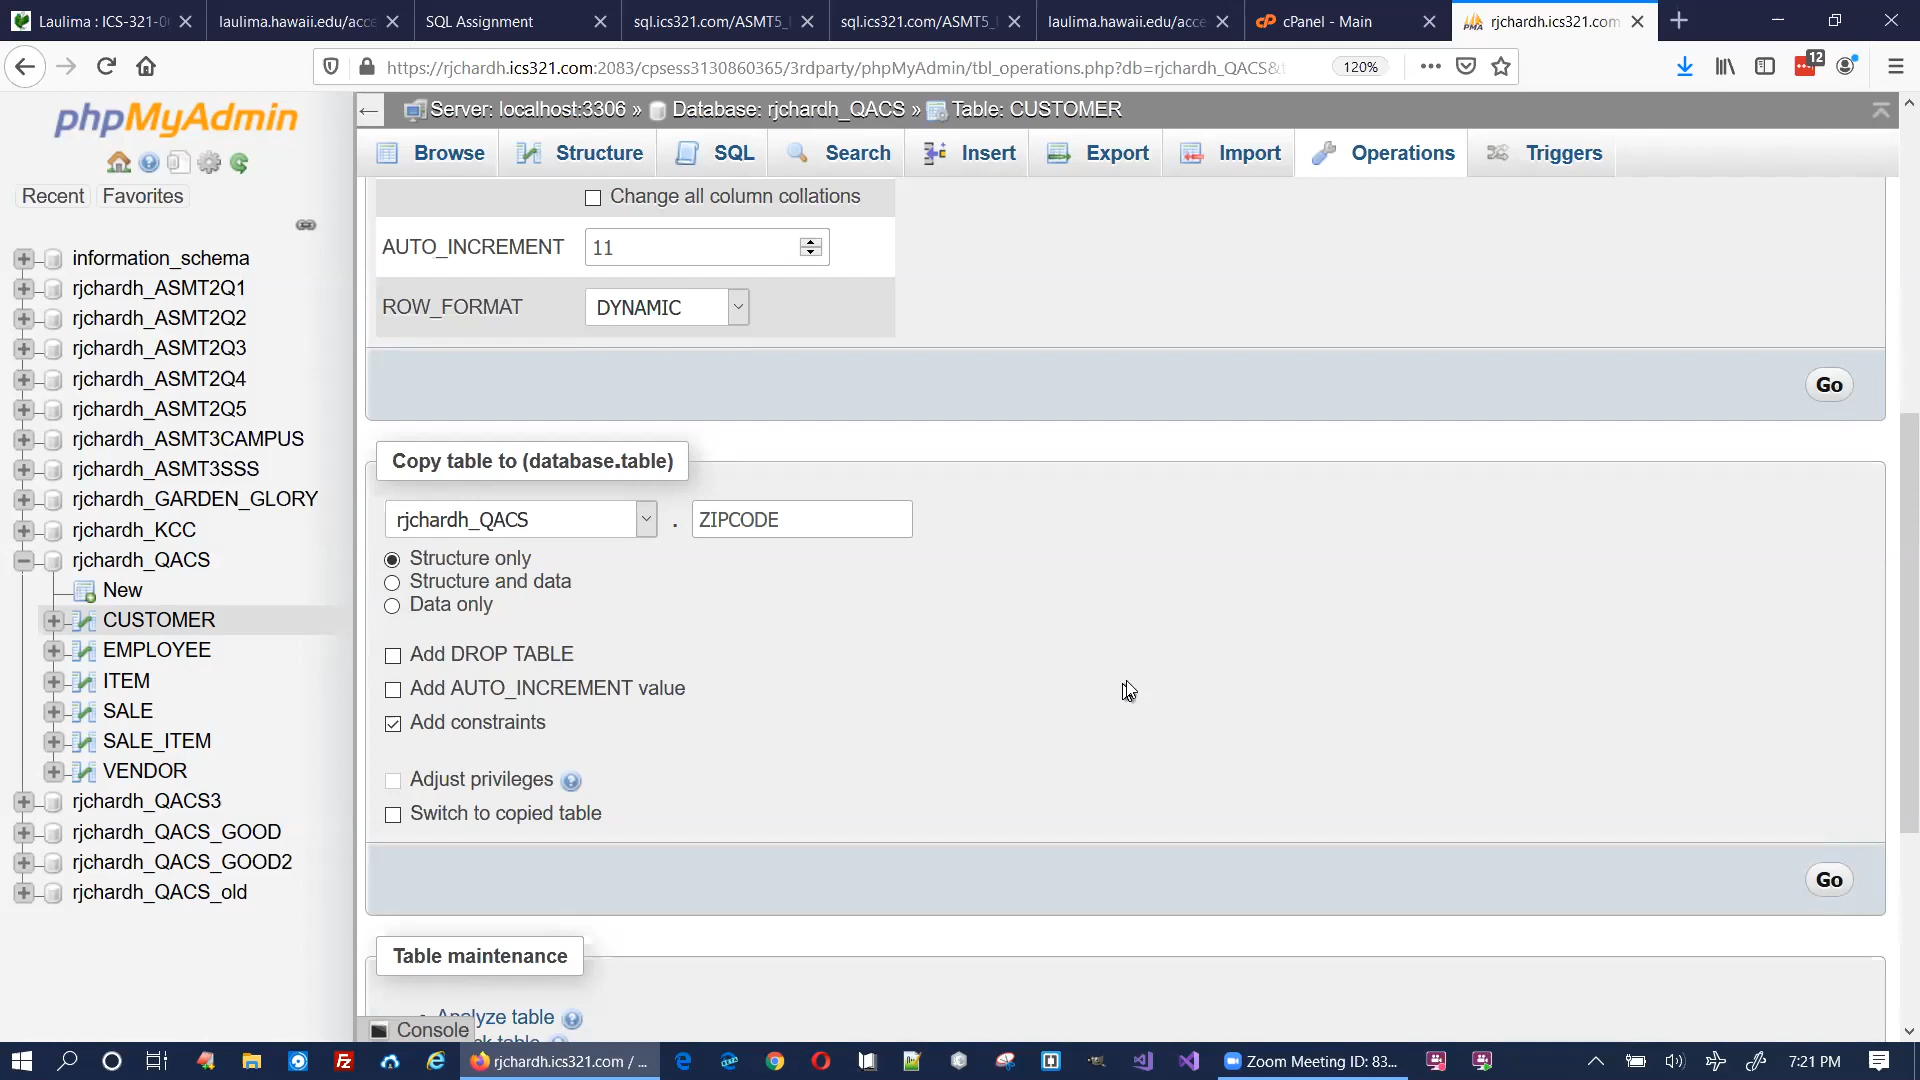 Laulima : ICS-321-0
laulima.hawaii.edu/acce
SQL Assignment
sql.ics321.com/ASMT5_
sql.ics321.com/ASMT5_
laulima.hawaii.edu/acce
cPanel - Main
rjchardh.ics321.com
https://rjchardh.ics321.com:2083/cpsess3130860365/3rdparty/phpMyAdmin/tbl_operations.php?db=rjchardh_QACS&t
120%
12
phpMyAdmin
Recent
Favorites
information_schema
rjchardh_ASMT2Q1
rjchardh_ASMT2Q2
rjchardh_ASMT2Q3
rjchardh_ASMT2Q4
rjchardh_ASMT2Q5
rjchardh_ASMT3CAMPUS
rjchardh_ASMT3SSS
rjchardh_GARDEN_GLORY
rjchardh_KCC
rjchardh_QACS
New
CUSTOMER
EMPLOYEE
ITEM
SALE
SALE_ITEM
VENDOR
rjchardh_QACS3
rjchardh_QACS_GOOD
rjchardh_QACS_GOOD2
rjchardh_QACS_old
Server: localhost:3306 » Database: rjchardh_QACS » Table: CUSTOMER
Browse
Structure
SQL
Search
Insert
Export
Import
Operations
Triggers
Change all column collations
AUTO_INCREMENT
11
ROW_FORMAT
DYNAMIC
Go
Copy table to (database.table)
rjchardh_QACS . ZIPCODE
Structure only
Structure and data
Data only
Add DROP TABLE
Add AUTO_INCREMENT value
Add constraints
Adjust privileges
Switch to copied table
Go
Table maintenance
Analyze table
Console
rjchardh.ics321.com / ...
Zoom Meeting ID: 83...
7:21 PM